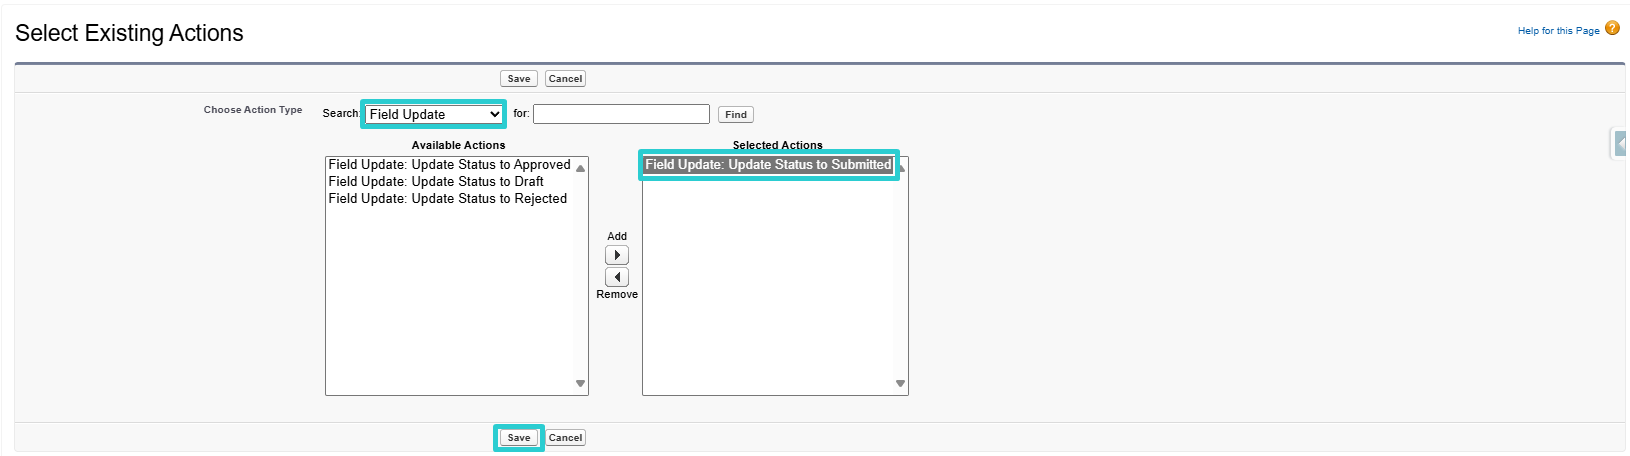 Select Existing Actions
Help for this Page ?
Save Cancel
Choose Action Type Search: Field Update for: Find
Available Actions Selected Actions
Field Update: Update Status to Approved
Field Update: Update Status to Draft
Field Update: Update Status to Rejected
Add
Remove
Field Update: Update Status to Submitted
Save Cancel